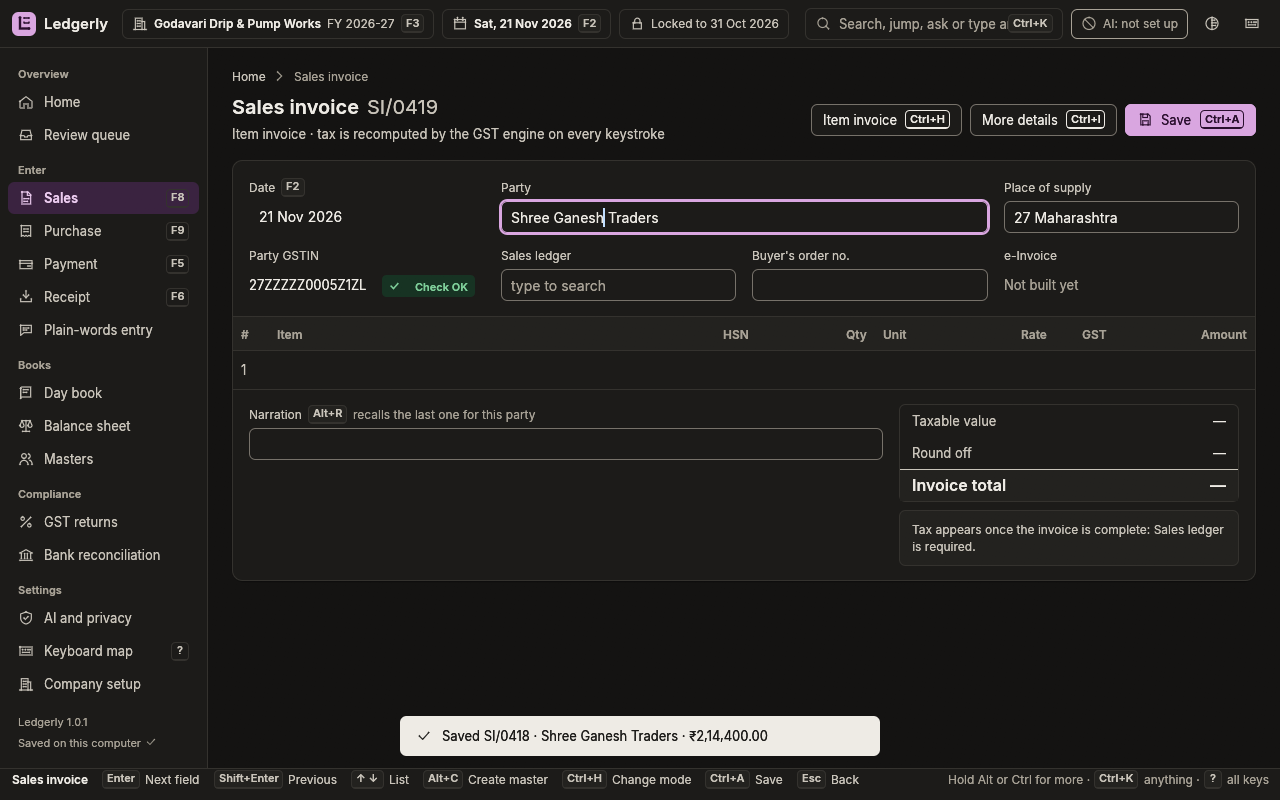 Ledgerly
Godavari Drip & Pump Works FY 2026-27 F3
Sat, 21 Nov 2026 F2
Locked to 31 Oct 2026
Search, jump, ask or type a Ctrl+K
AI: not set up
Overview
Home
Review queue
Enter
Sales F8
Purchase F9
Payment F5
Receipt F6
Plain-words entry
Books
Day book
Balance sheet
Masters
Compliance
GST returns
Bank reconciliation
Settings
AI and privacy
Keyboard map ?
Company setup
Ledgerly 1.0.1
Saved on this computer
Home Sales invoice
Sales invoice SI/0419
Item invoice · tax is recomputed by the GST engine on every keystroke
Item invoice Ctrl+H
More details Ctrl+I
Save Ctrl+A
Date F2
21 Nov 2026
Party
Shree Ganesh Traders
Place of supply
27 Maharashtra
Party GSTIN
27ZZZZZ0005Z1ZL Check OK
Sales ledger
type to search
Buyer's order no.
e-Invoice
Not built yet
# Item HSN Qty Unit Rate GST Amount
1
Narration Alt+R recalls the last one for this party
Taxable value —
Round off —
Invoice total —
Tax appears once the invoice is complete: Sales ledger
is required.
Saved SI/0418 · Shree Ganesh Traders · ₹2,14,400.00
Sales invoice Enter Next field Shift+Enter Previous ↑ ↓ List Alt+C Create master Ctrl+H Change mode Ctrl+A Save Esc Back Hold Alt or Ctrl for more · Ctrl+K anything · ? all keys